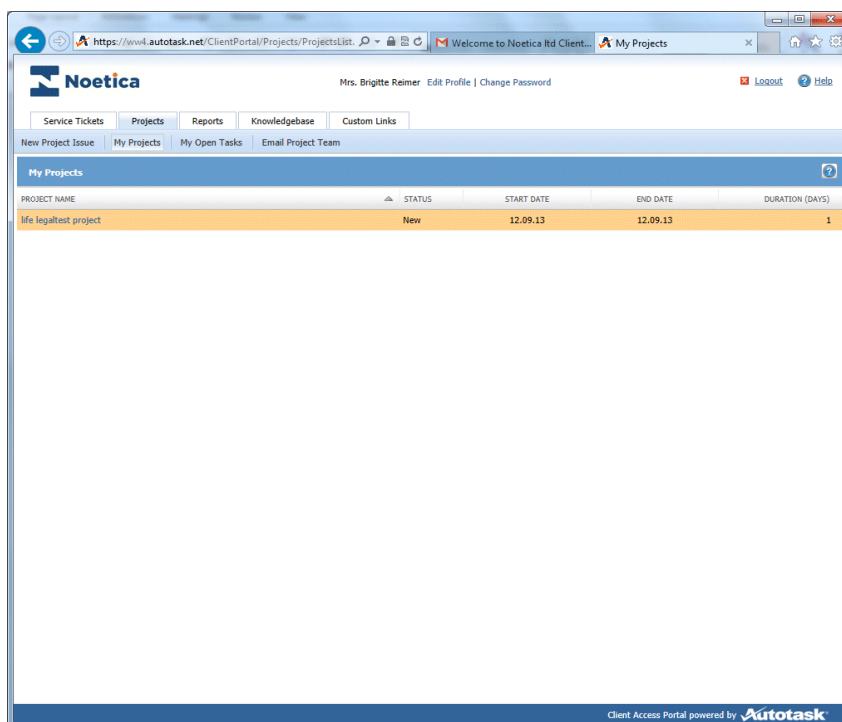 https://ww4.autotask.net/ClientPortal/Projects/ProjectsList.
Welcome to Noetica ltd Client...
My Projects
Noetica
Mrs. Brigitte Reimer Edit Profile | Change Password
Logout
Help
Service Tickets Projects Reports Knowledgebase Custom Links
New Project Issue My Projects My Open Tasks Email Project Team
My Projects
PROJECT NAME STATUS START DATE END DATE DURATION (DAYS)
life legaltest project New 12.09.13 12.09.13 1
Client Access Portal powered by Autotask